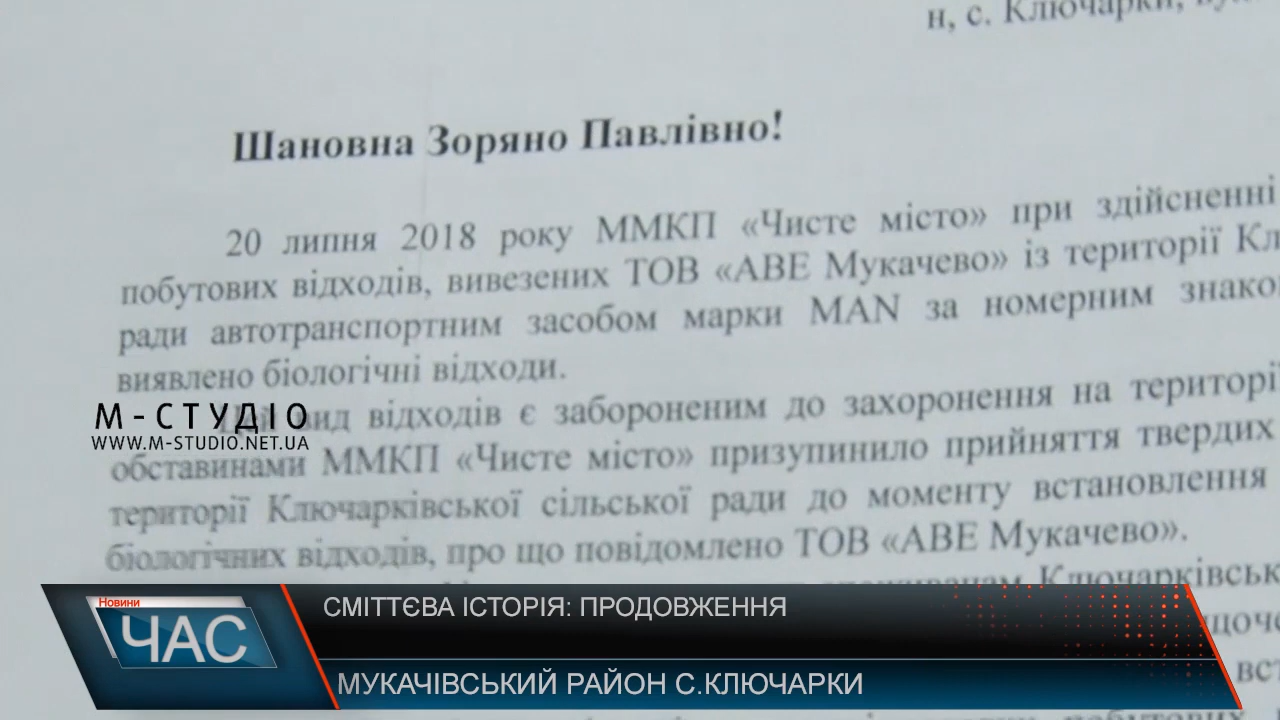 н, с. Ключарки,
Шановна Зоряно Павлівно!
20 липня 2018 року ММКП «Чисте місто» при здійсненні
побутових відходів, вивезених ТОВ «АВЕ Мукачево» із території
ради автотранспортним засобом марки MAN за номерним
виявлено біологічні відходи.
вид відходів є забороненим до захоронення на території
М-СТУДІО
WWW.M-STUDIO.NET.UA
обставинами ММКП «Чисте місто» призупинило прийняття твердих
території Ключарківської сільської ради до моменту встановлення
біологічних відходів, про що повідомлено ТОВ «АВЕ Мукачево».
Новини
ЧАС
СМІТТЄВА ІСТОРІЯ: ПРОДОВЖЕННЯ
МУКАЧІВСЬКИЙ РАЙОН С.КЛЮЧАРКИ